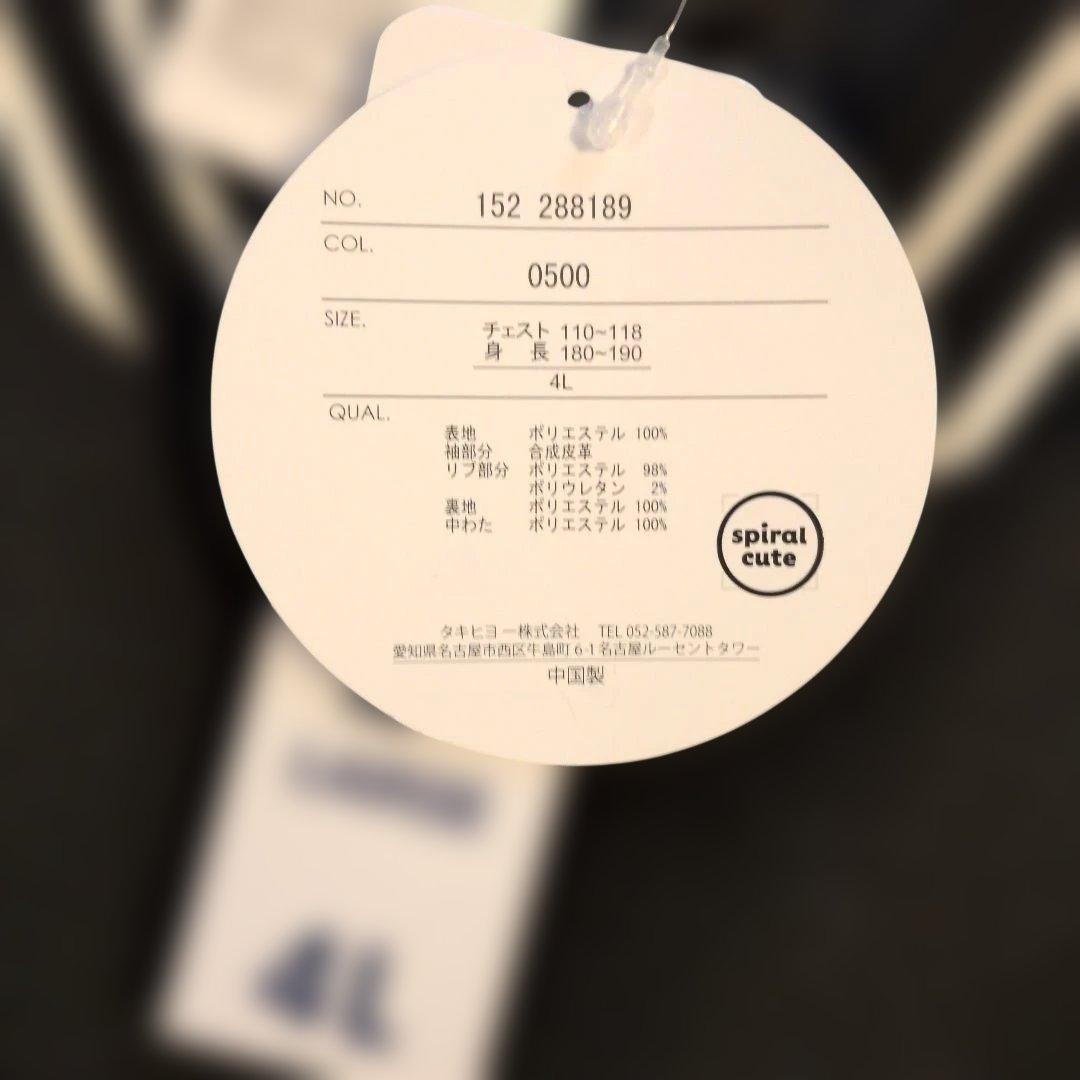 NO. 152 288189
COL. 0500
SIZE. チェスト 110~118
身 長 180~190
4L
QUAL.
表地 ポリエステル 100%
袖部分 合成皮革
リブ部分 ポリエステル 98%
ポリウレタン 2%
裏地 ポリエステル 100%
中わた ポリエステル 100%
spiral
cute
タキヒヨー株式会社 TEL 052-587-7088
愛知県名古屋市西区牛島町 6-1 名古屋ルーセントタワー
中国製
4L